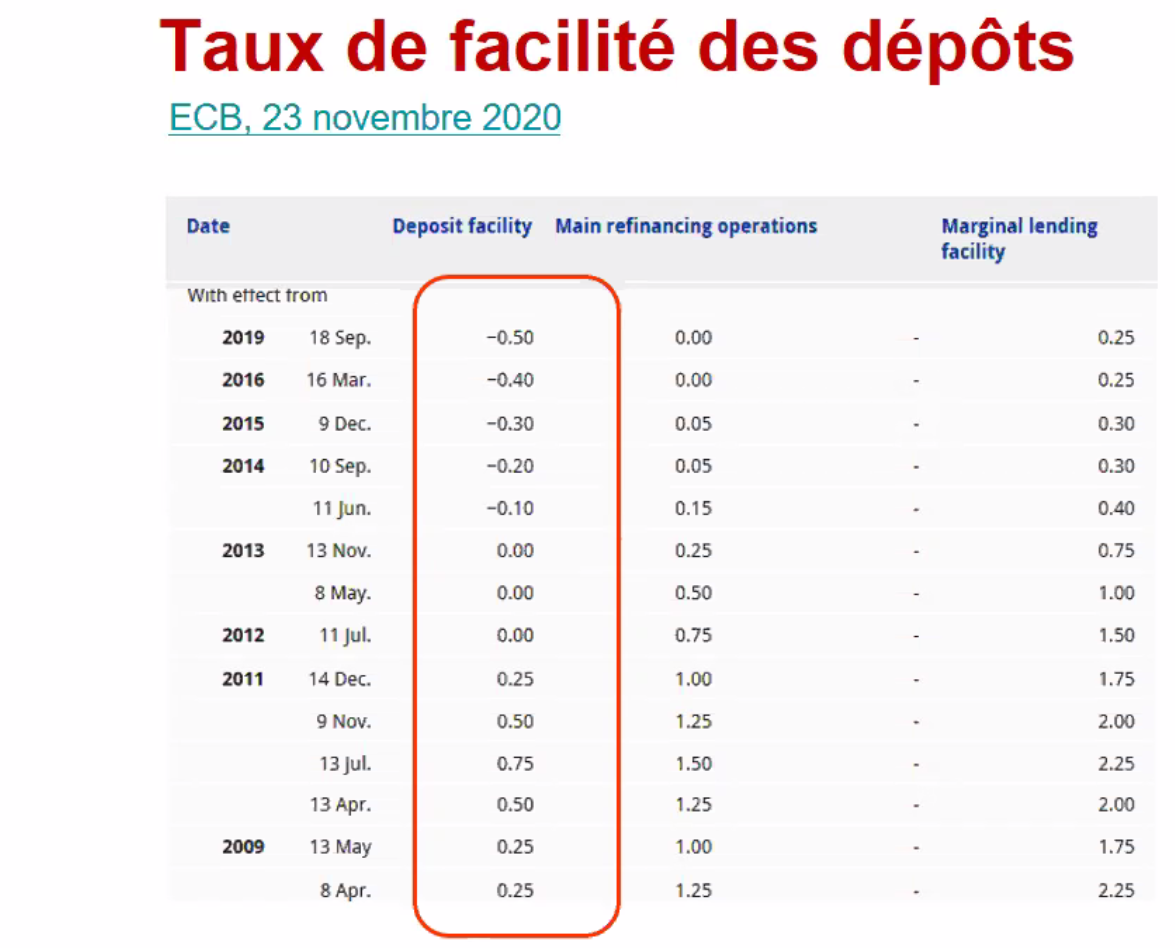 Taux de facilité des dépôts
ECB, 23 novembre 2020
Date Deposit facility Main refinancing operations Marginal lending facility
With effect from
2019 18 Sep. −0.50 0.00 - 0.25
2016 16 Mar. −0.40 0.00 - 0.25
2015 9 Dec. −0.30 0.05 - 0.30
2014 10 Sep. −0.20 0.05 - 0.30
11 Jun. −0.10 0.15 - 0.40
2013 13 Nov. 0.00 0.25 - 0.75
8 May. 0.00 0.50 - 1.00
2012 11 Jul. 0.00 0.75 - 1.50
2011 14 Dec. 0.25 1.00 - 1.75
9 Nov. 0.50 1.25 - 2.00
13 Jul. 0.75 1.50 - 2.25
13 Apr. 0.50 1.25 - 2.00
2009 13 May 0.25 1.00 - 1.75
8 Apr. 0.25 1.25 - 2.25